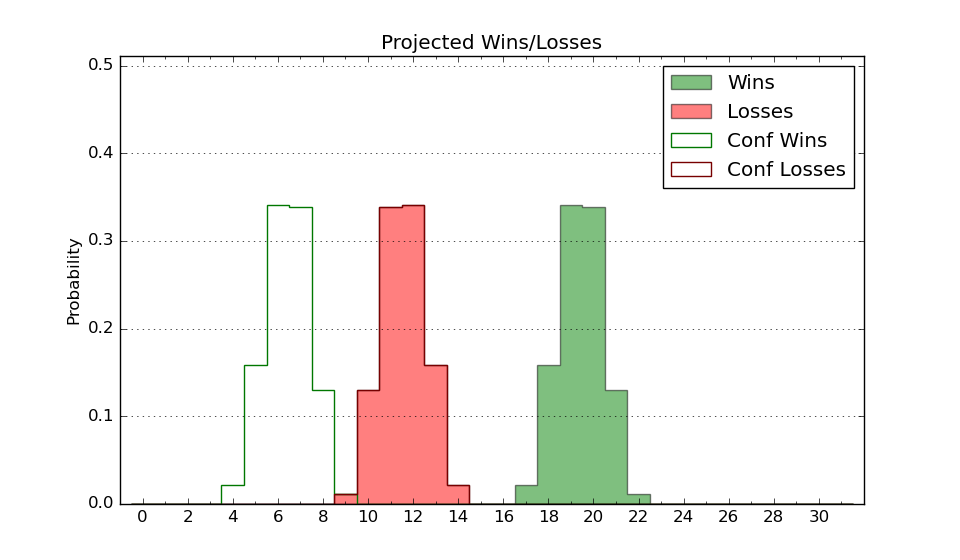 Projected Wins/Losses
0.5
0.4
0.3
0.2
0.1
0.0
Probability
Wins
Losses
Conf Wins
Conf Losses
0 2 4 6 8 10 12 14 16 18 20 22 24 26 28 30